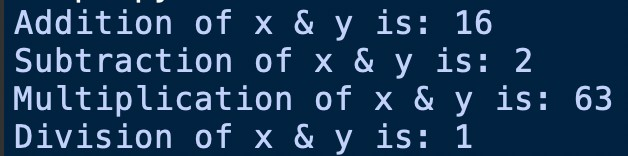 Addition of x & y is: 16
Subtraction of x & y is: 2
Multiplication of x & y is: 63
Division of x & y is: 1